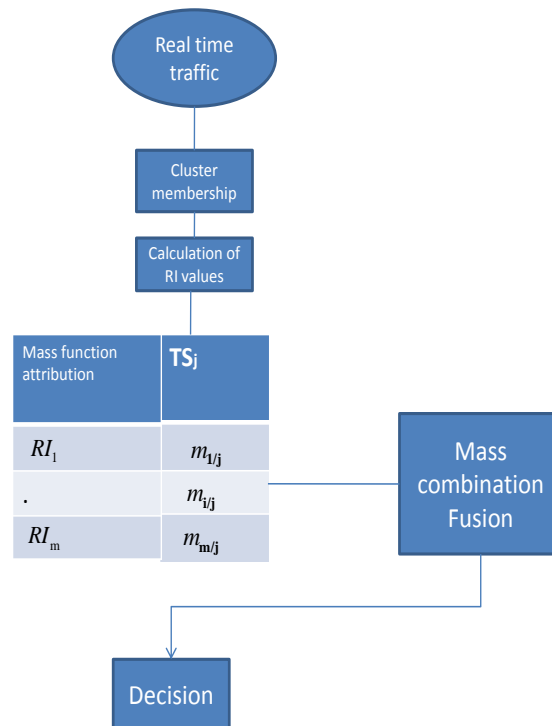 Real time
traffic
Cluster
membership
Calculation of
RI values
Mass function
attribution
TSj
RI1
m1/j
.
mi/j
RIm
mm/j
Mass
combination
Fusion
Decision